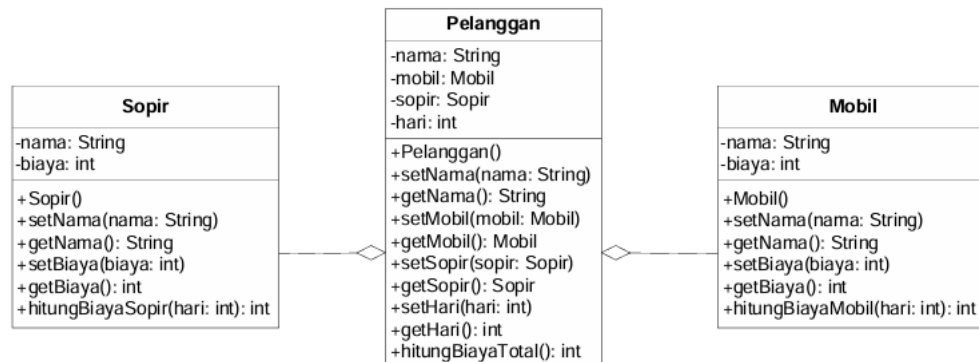 Sopir
-nama: String
-biaya: int
+Sopir()
+setNama(nama: String)
+getNama(): String
+setBiaya(biaya: int)
+getBiaya(): int
+hitungBiayaSopir(hari: int): int
Pelanggan
-nama: String
-mobil: Mobil
-sopir: Sopir
-hari: int
+Pelanggan()
+setNama(nama: String)
+getNama(): String
+setMobil(mobil: Mobil)
+getMobil(): Mobil
+setSopir(sopir: Sopir)
+getSopir(): Sopir
+setHari(hari: int)
+getHari(): int
+hitungBiayaTotal(): int
Mobil
-nama: String
-biaya: int
+Mobil()
+setNama(nama: String)
+getNama(): String
+setBiaya(biaya: int)
+getBiaya(): int
+hitungBiayaMobil(hari: int): int